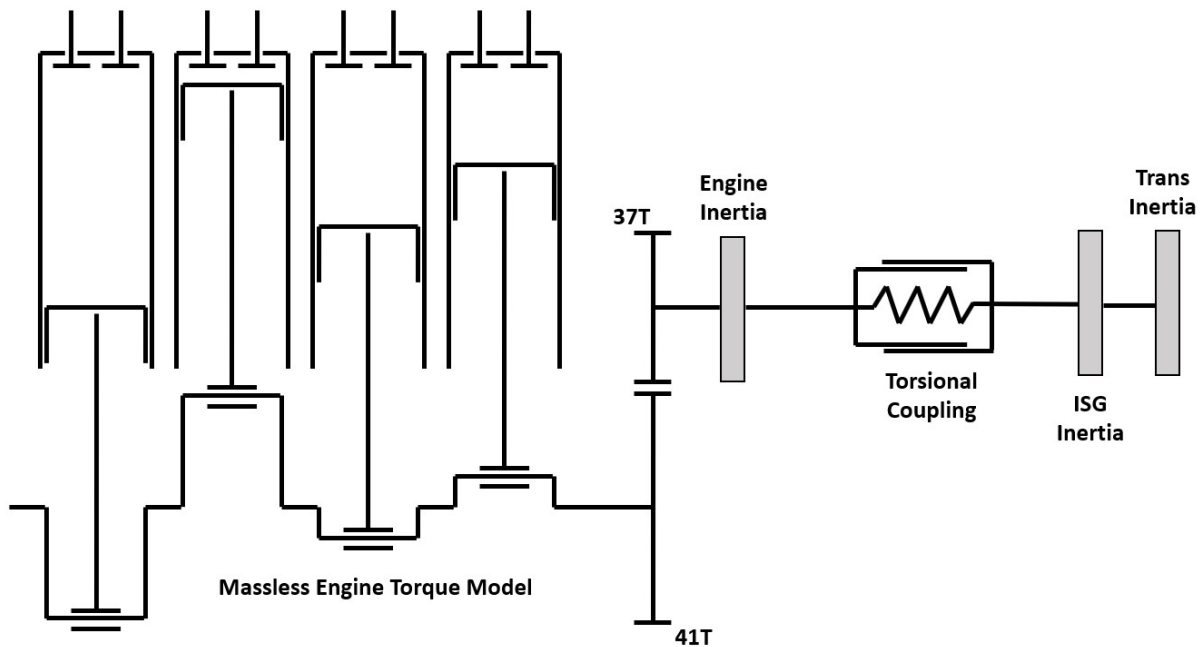 Engine
Inertia
Trans
Inertia
37T
Torsional
Coupling
ISG
Inertia
Massless Engine Torque Model
41T